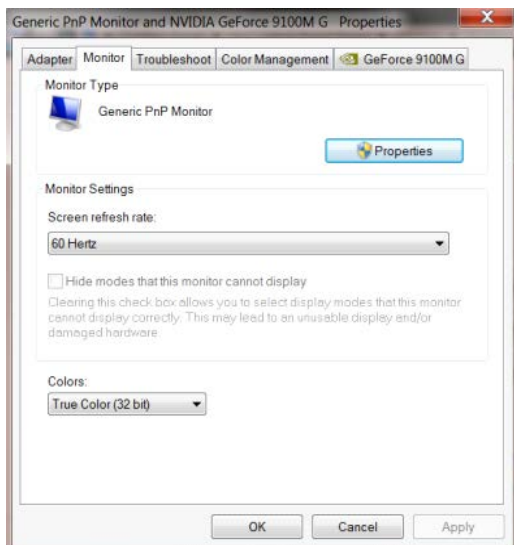 Generic PnP Monitor and NVIDIA GeForce 9100M G Properties
Adapter Monitor Troubleshoot Color Management GeForce 9100M G
Monitor Type
Generic PnP Monitor
Properties
Monitor Settings
Screen refresh rate:
60 Hertz
Hide modes that this monitor cannot display
Clearing this check box allows you to select display modes that this monitor
cannot display correctly. This may lead to an unusable display and/or
damaged hardware.
Colors:
True Color (32 bit)
OK Cancel Apply